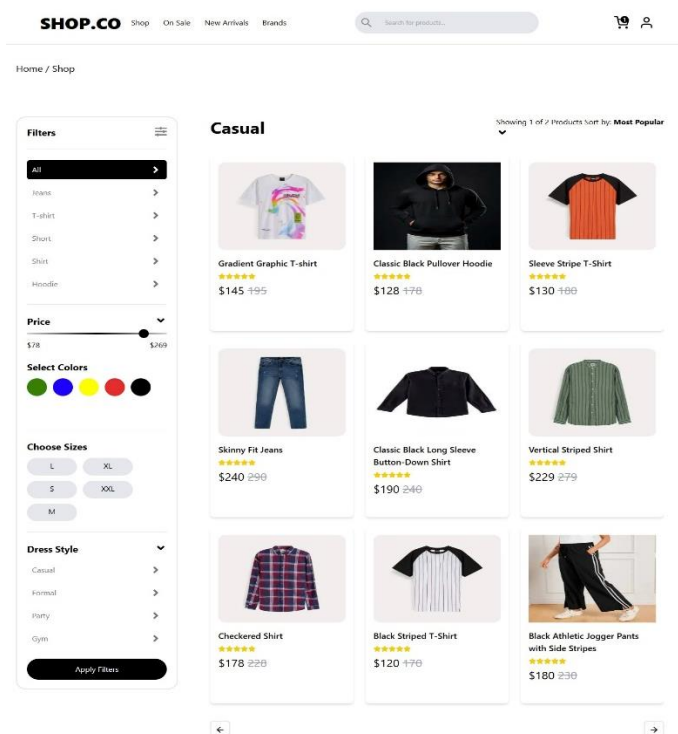 SHOP.CO Shop On Sale New Arrivals Brands Search for products... 1
Home / Shop
Filters
All
Jeans
T-shirt
Short
Shirt
Hoodie
Price
$78 $269
Select Colors
Choose Sizes
L XL
S XXL
M
Dress Style
Casual
Formal
Party
Gym
Apply Filters
Casual
Showing 1 of 2 Products Sort by: Most Popular
Gradient Graphic T-shirt
$145 195
Classic Black Pullover Hoodie
$128 178
Sleeve Stripe T-Shirt
$130 180
Skinny Fit Jeans
$240 290
Classic Black Long Sleeve
Button-Down Shirt
$190 240
Vertical Striped Shirt
$229 279
Checkered Shirt
$178 228
Black Striped T-Shirt
$120 170
Black Athletic Jogger Pants
with Side Stripes
$180 230